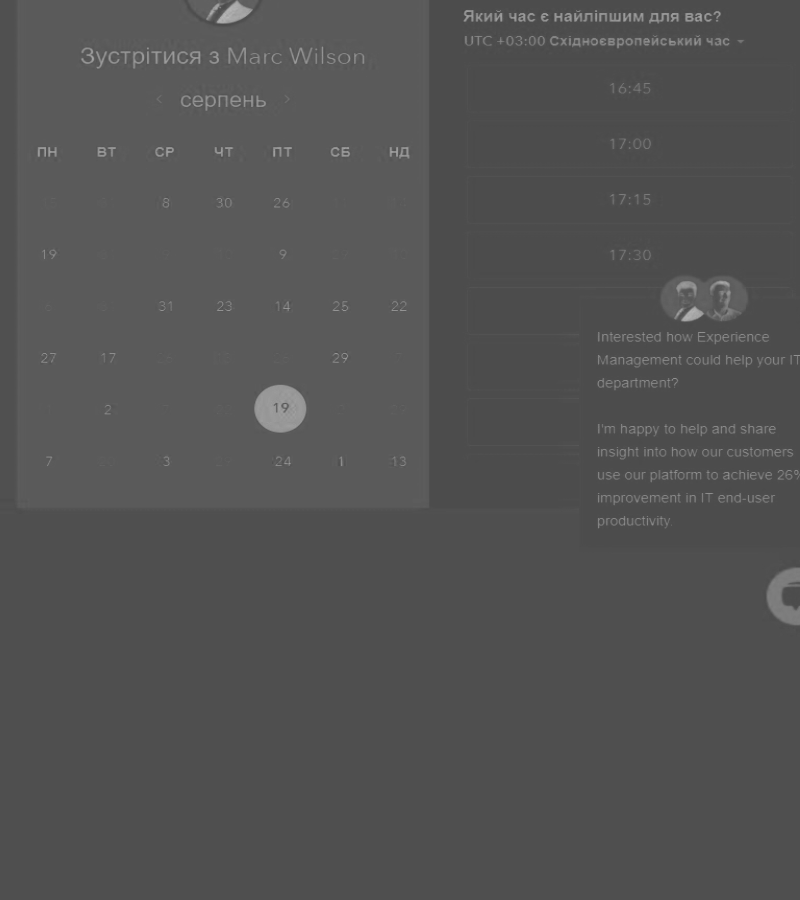 Зустрітися з Marc Wilson
серпень
ПН ВТ СР ЧТ ПТ СБ НД
8 30 26
19 9
31 23 14 25 22
27 17 29
2 19
7 3 24 1 13
Який час є найліпшим для вас?
UTC +03:00 Східноєвропейський час
16:45
17:00
17:15
17:30
Interested how Experience
Management could help your IT
department?
I'm happy to help and share
insight into how our customers
use our platform to achieve 26%
improvement in IT end-user
productivity.